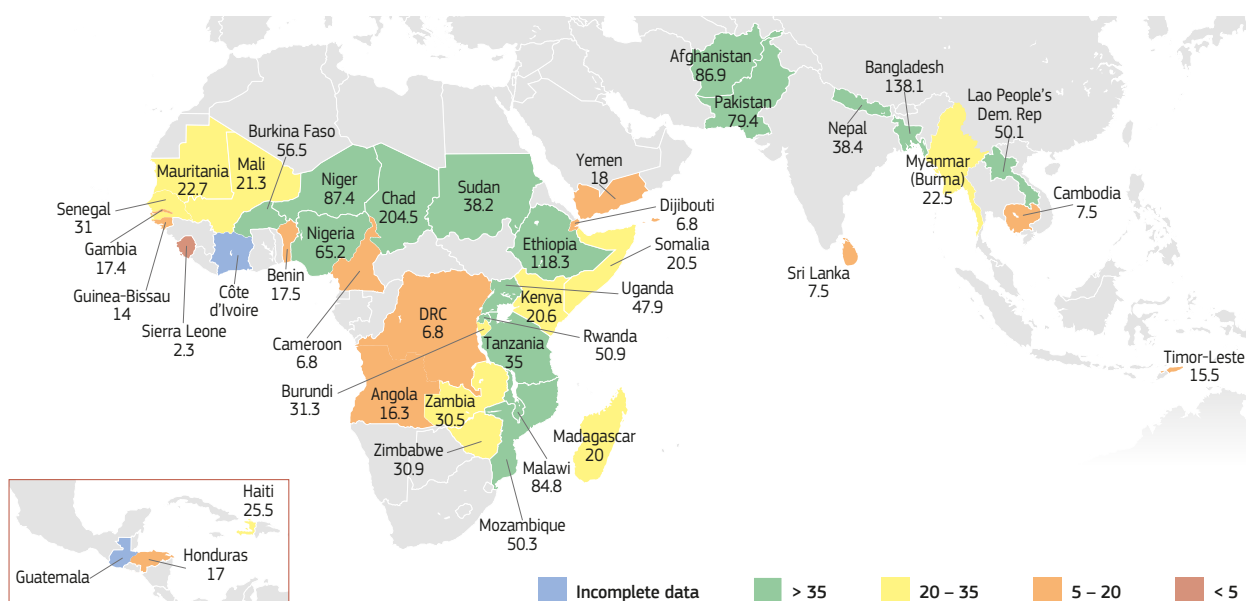 Afghanistan
86.9
Pakistan
79.4
Bangladesh
138.1
Nepal
38.4
Lao People's
Dem. Rep
50.1
Myanmar
(Burma)
22.5
Cambodia
7.5
Sri Lanka
7.5
Timor-Leste
15.5
Burkina Faso
56.5
Mauritania
22.7
Mali
21.3
Niger
87.4
Chad
204.5
Sudan
38.2
Yemen
18
Dijibouti
6.8
Somalia
20.5
Senegal
31
Gambia
17.4
Guinea-Bissau
14
Sierra Leone
2.3
Côte
d'Ivoire
Benin
17.5
Nigeria
65.2
Cameroon
6.8
Ethiopia
118.3
Uganda
47.9
Kenya
20.6
Rwanda
50.9
DRC
6.8
Tanzania
35
Burundi
31.3
Angola
16.3
Zambia
30.5
Zimbabwe
30.9
Madagascar
20
Malawi
84.8
Mozambique
50.3
Haiti
25.5
Honduras
17
Guatemala
Incomplete data
> 35
20 – 35
5 – 20
< 5